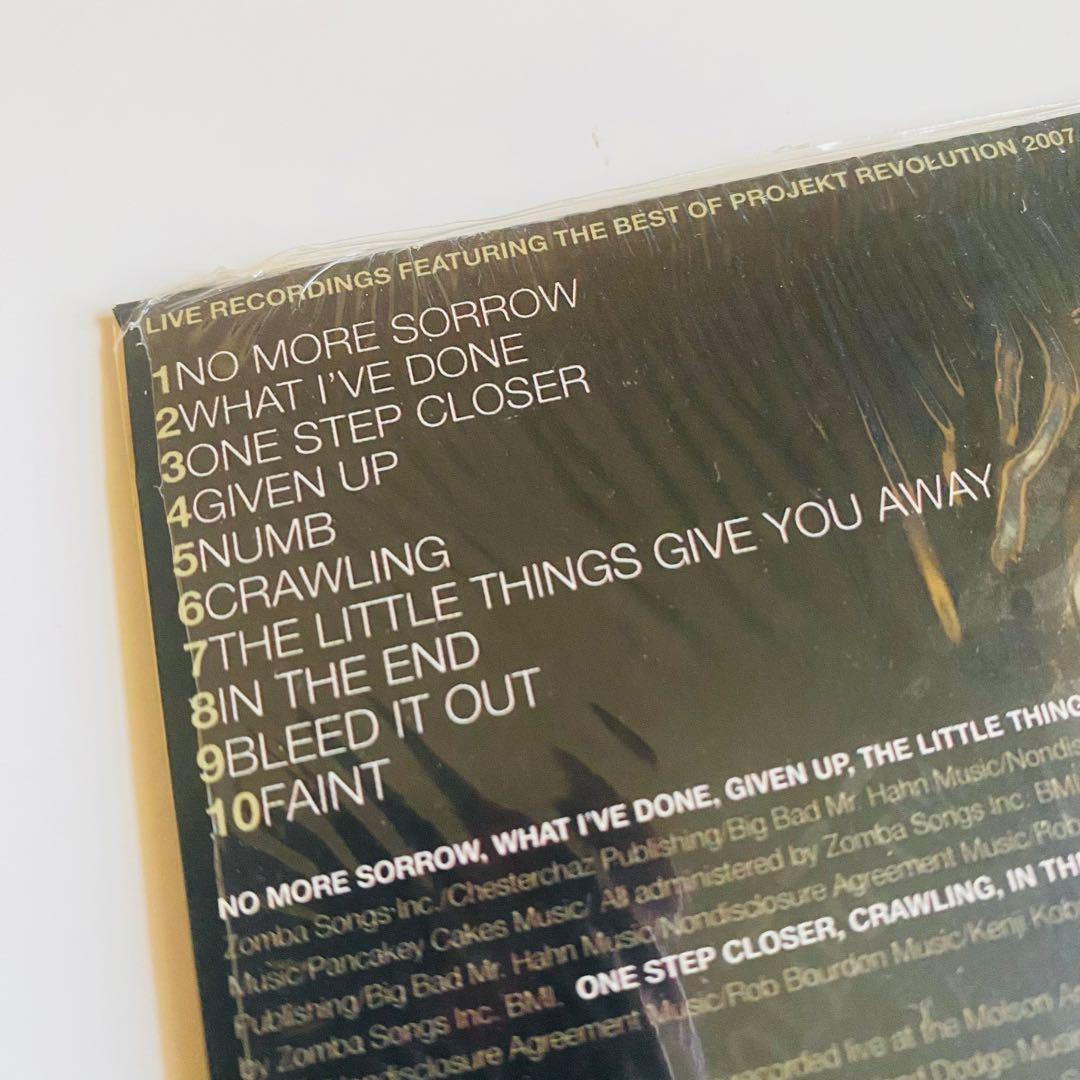 LIVE RECORDINGS FEATURING THE BEST OF PROJEKT REVOLUTION 2007
1NO MORE SORROW
2WHAT I'VE DONE
3ONE STEP CLOSER
4GIVEN UP
5NUMB
6CRAWLING
7THE LITTLE THINGS GIVE YOU AWAY
8IN THE END
9BLEED IT OUT
10FAINT
NO MORE SORROW, WHAT I'VE DONE, GIVEN UP, THE LITTLE THING
Zomba Songs Inc./Chesterchaz Publishing/Big Bad Mr. Hahn Music/Nondis
Music/Pancakey Cakes Music/ All administered by Zomba Songs Inc. BMI.
Publishing/Big Bad Mr. Hahn Music/Nondisclosure Agreement Music/Rob
by Zomba Songs Inc. BMI. ONE STEP CLOSER, CRAWLING, IN THE
Nondisclosure Agreement Music/Rob Bourdon Music/Kenji Kob
recorded live at the Molson A
Dodge Music